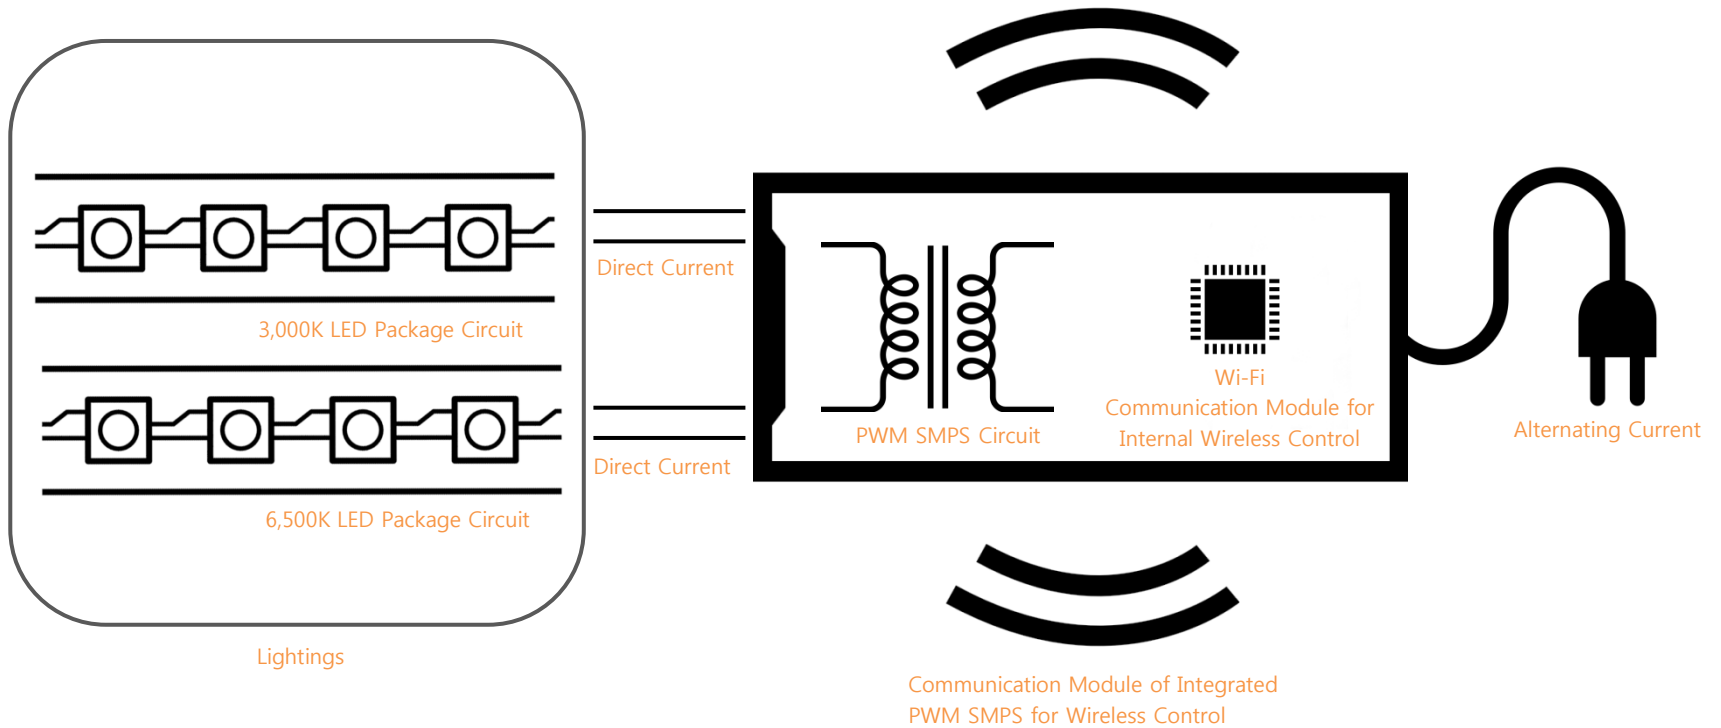 Direct Current
3,000K LED Package Circuit
Wi-Fi
Communication Module for
Internal Wireless Control
PWM SMPS Circuit
Alternating Current
Direct Current
6,500K LED Package Circuit
Lightings
Communication Module of Integrated
PWM SMPS for Wireless Control